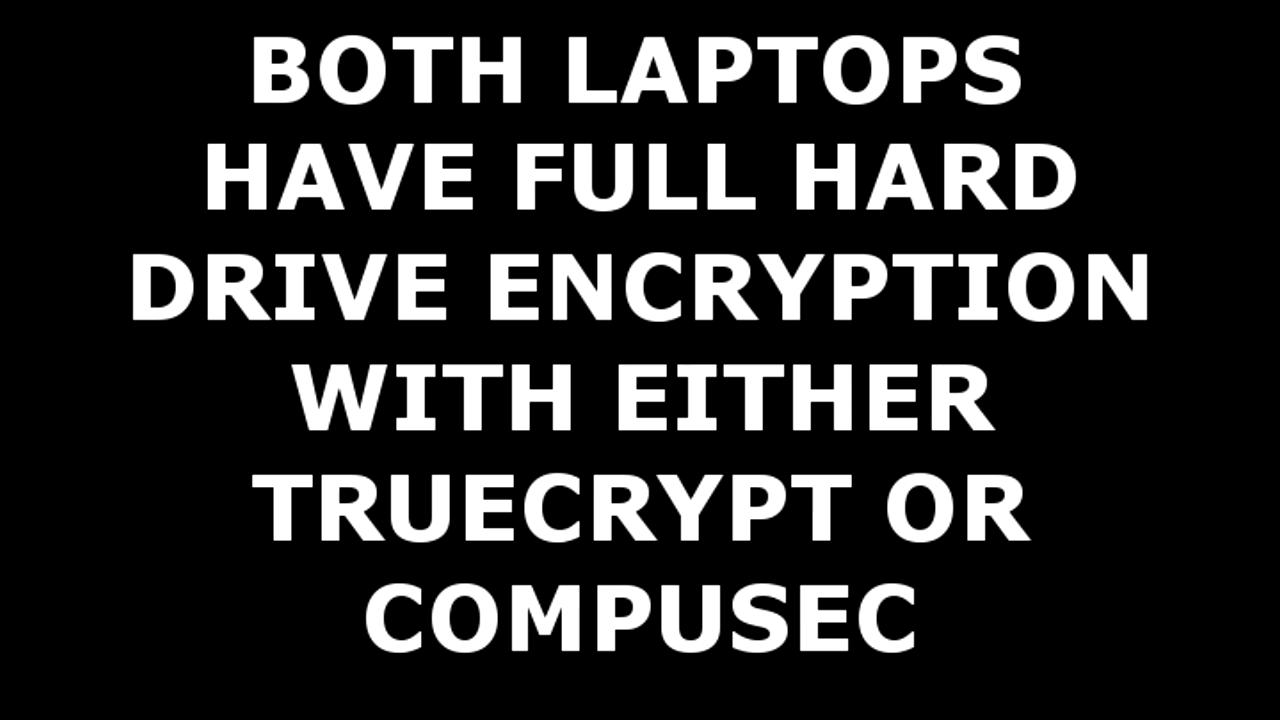 BOTH LAPTOPS
HAVE FULL HARD
DRIVE ENCRYPTION
WITH EITHER
TRUECRYPT OR
COMPUSEC